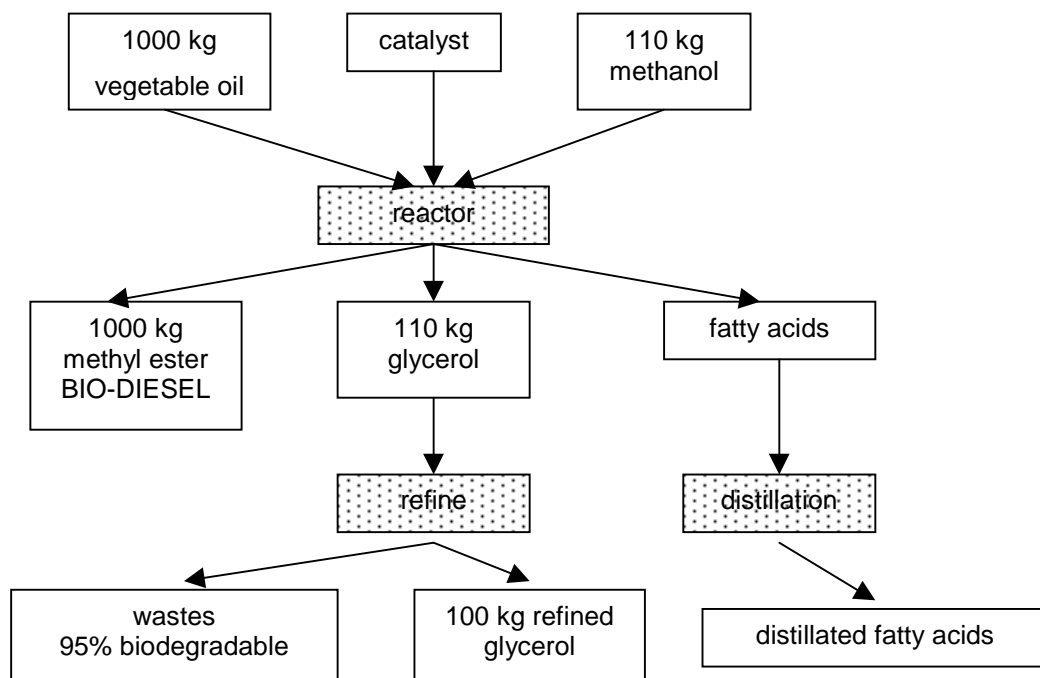 1000 kg
vegetable oil
catalyst
110 kg
methanol
reactor
1000 kg
methyl ester
BIO-DIESEL
110 kg
glycerol
fatty acids
refine
distillation
wastes
95% biodegradable
100 kg refined
glycerol
distillated fatty acids